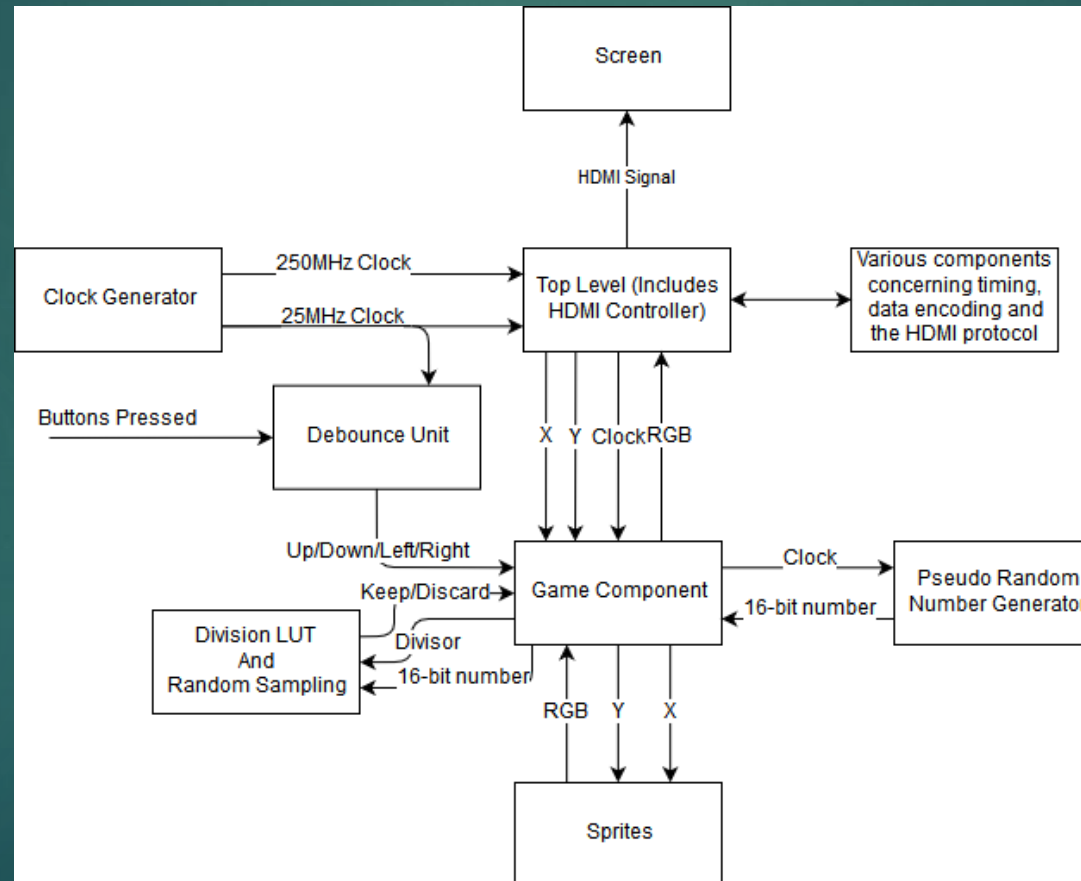 Screen
HDMI Signal
250MHz Clock
Clock Generator
25MHz Clock
Top Level (Includes
HDMI Controller)
Various components
concerning timing,
data encoding and
the HDMI protocol
Buttons Pressed
Debounce Unit
X
Y
Clock
RGB
Up/Down/Left/Right
Keep/Discard
Game Component
Clock
16-bit number
Pseudo Random
Number Generator
Division LUT
And
Random Sampling
Divisor
16-bit number
RGB
Y
X
Sprites